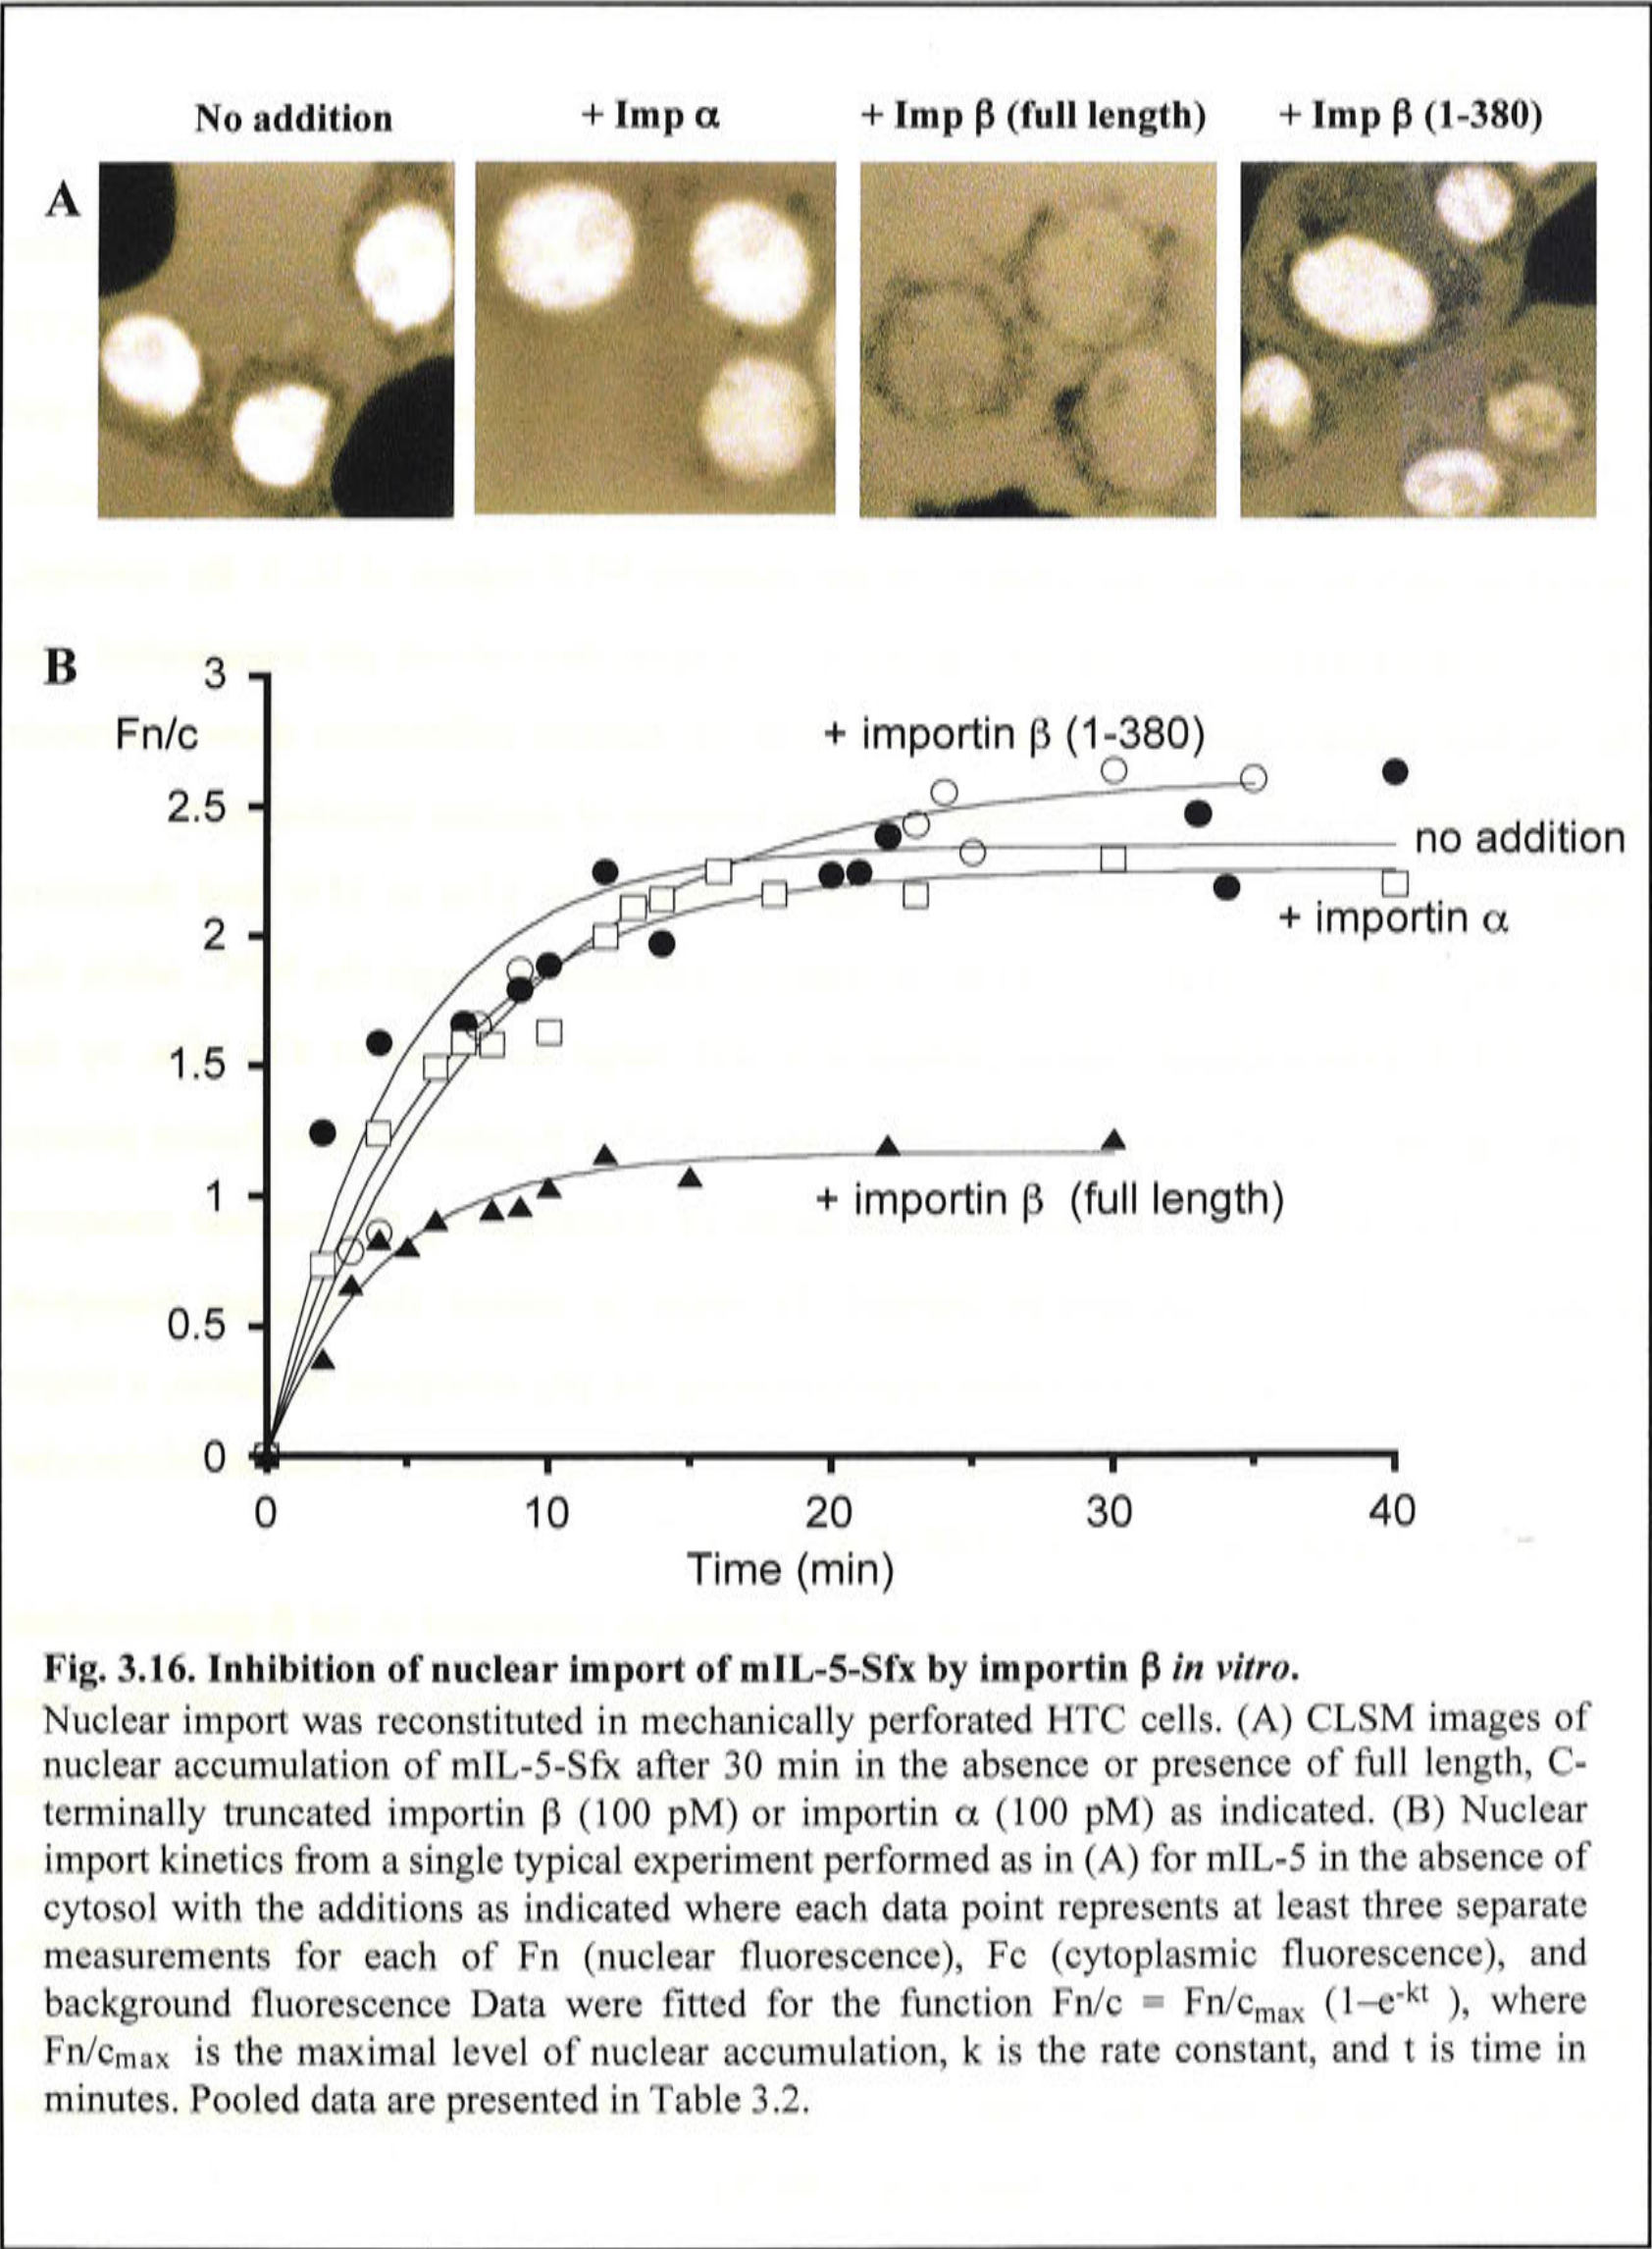 No addition + Imp α + Imp β (full length) + Imp β (1-380)
A
B
3
Fn/c
+ importin β (1-380)
2.5
no addition
2
+ importin α
1.5
1
+ importin β (full length)
0.5
0
0 10 20 30 40
Time (min)
Fig. 3.16. Inhibition of nuclear import of mIL-5-Sfx by importin β in vitro.
Nuclear import was reconstituted in mechanically perforated HTC cells. (A) CLSM images of
nuclear accumulation of mIL-5-Sfx after 30 min in the absence or presence of full length, C-
terminally truncated importin β (100 pM) or importin α (100 pM) as indicated. (B) Nuclear
import kinetics from a single typical experiment performed as in (A) for mIL-5 in the absence of
cytosol with the additions as indicated where each data point represents at least three separate
measurements for each of Fn (nuclear fluorescence), Fc (cytoplasmic fluorescence), and
background fluorescence Data were fitted for the function Fn/c = Fn/cmax (1–e-kt ), where
Fn/cmax is the maximal level of nuclear accumulation, k is the rate constant, and t is time in
minutes. Pooled data are presented in Table 3.2.